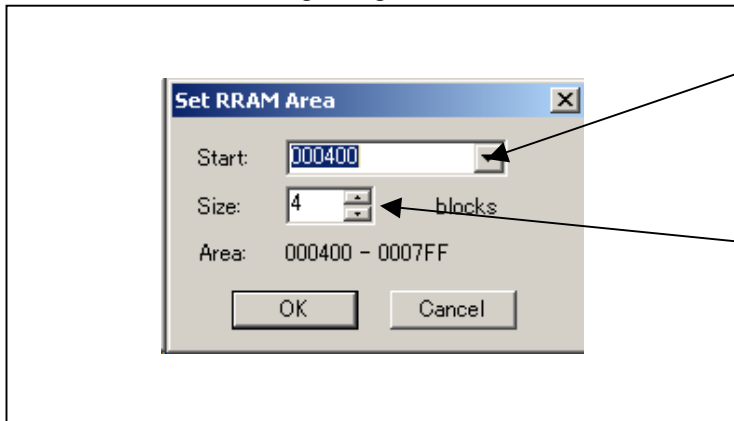 Set RRAM Area
Start: 000400
Size: 4 blocks
Area: 000400 - 0007FF
OK Cancel